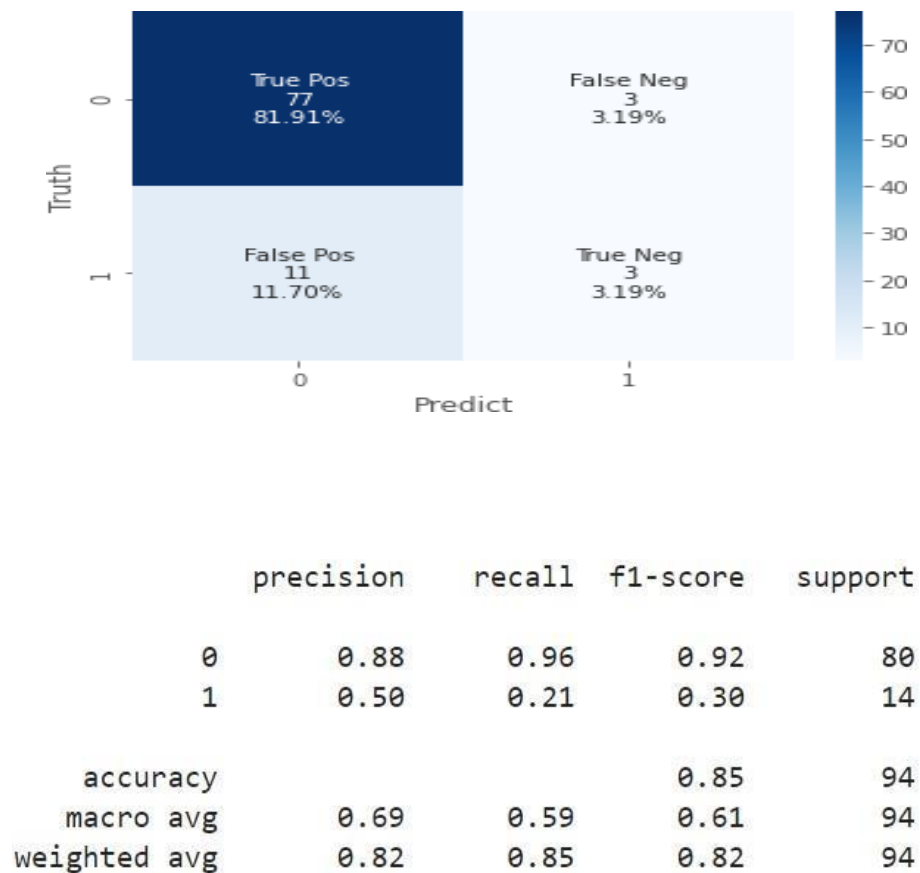 True Pos
77
81.91%
False Neg
3
3.19%
False Pos
11
11.70%
True Neg
3
3.19%
0
1
Truth
0 1
Predict
70
60
50
40
30
20
10
precision recall f1-score support
0 0.88 0.96 0.92 80
1 0.50 0.21 0.30 14
accuracy 0.85 94
macro avg 0.69 0.59 0.61 94
weighted avg 0.82 0.85 0.82 94